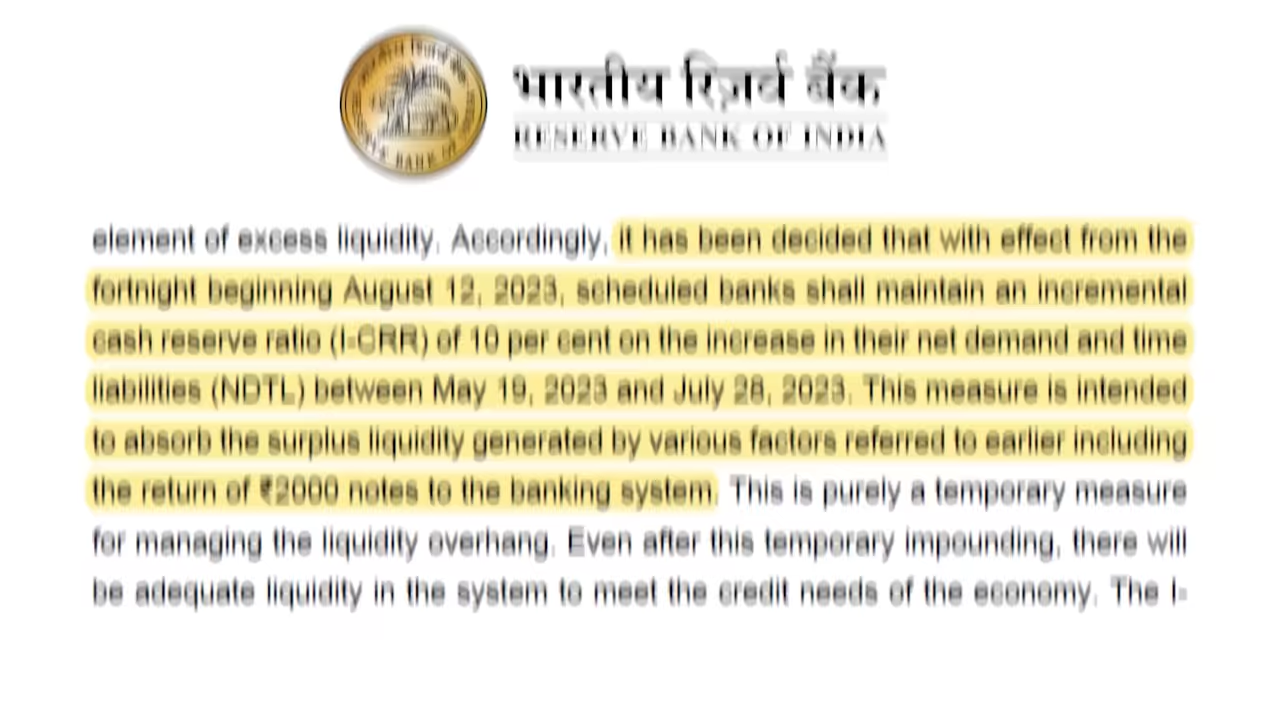 भारतीय रिज़र्व बैंक
RESERVE BANK OF INDIA
element of excess liquidity. Accordingly, it has been decided that with effect from the
fortnight beginning August 12, 2023, scheduled banks shall maintain an incremental
cash reserve ratio (I-CRR) of 10 per cent on the increase in their net demand and time
liabilities (NDTL) between May 19, 2023 and July 28, 2023. This measure is intended
to absorb the surplus liquidity generated by various factors referred to earlier including
the return of ₹2000 notes to the banking system. This is purely a temporary measure
for managing the liquidity overhang. Even after this temporary impounding, there will
be adequate liquidity in the system to meet the credit needs of the economy. The I-